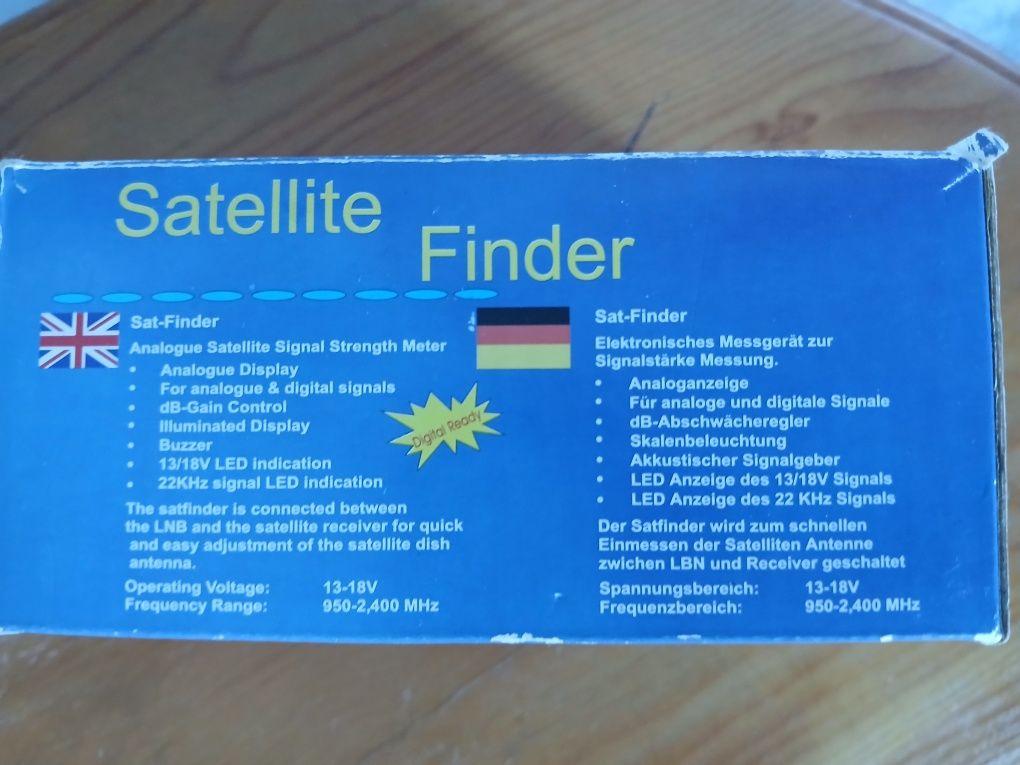 Satellite
Finder
Sat-Finder
Analogue Satellite Signal Strength Meter
• Analogue Display
• For analogue & digital signals
• dB-Gain Control
• Illuminated Display
• Buzzer
• 13/18V LED indication
• 22KHz signal LED indication
Digital Ready
The satfinder is connected between
the LNB and the satellite receiver for quick
and easy adjustment of the satellite dish
antenna.
Operating Voltage: 13-18V
Frequency Range: 950-2,400 MHz
Sat-Finder
Elektronisches Messgerät zur
Signalstärke Messung.
• Analoganzeige
• Für analoge und digitale Signale
• dB-Abschwächeregler
• Skalenbeleuchtung
• Akkustischer Signalgeber
• LED Anzeige des 13/18V Signals
• LED Anzeige des 22 KHz Signals
Der Satfinder wird zum schnellen
Einmessen der Satelliten Antenne
zwichen LBN und Receiver geschaltet
Spannungsbereich: 13-18V
Frequenzbereich: 950-2,400 MHz